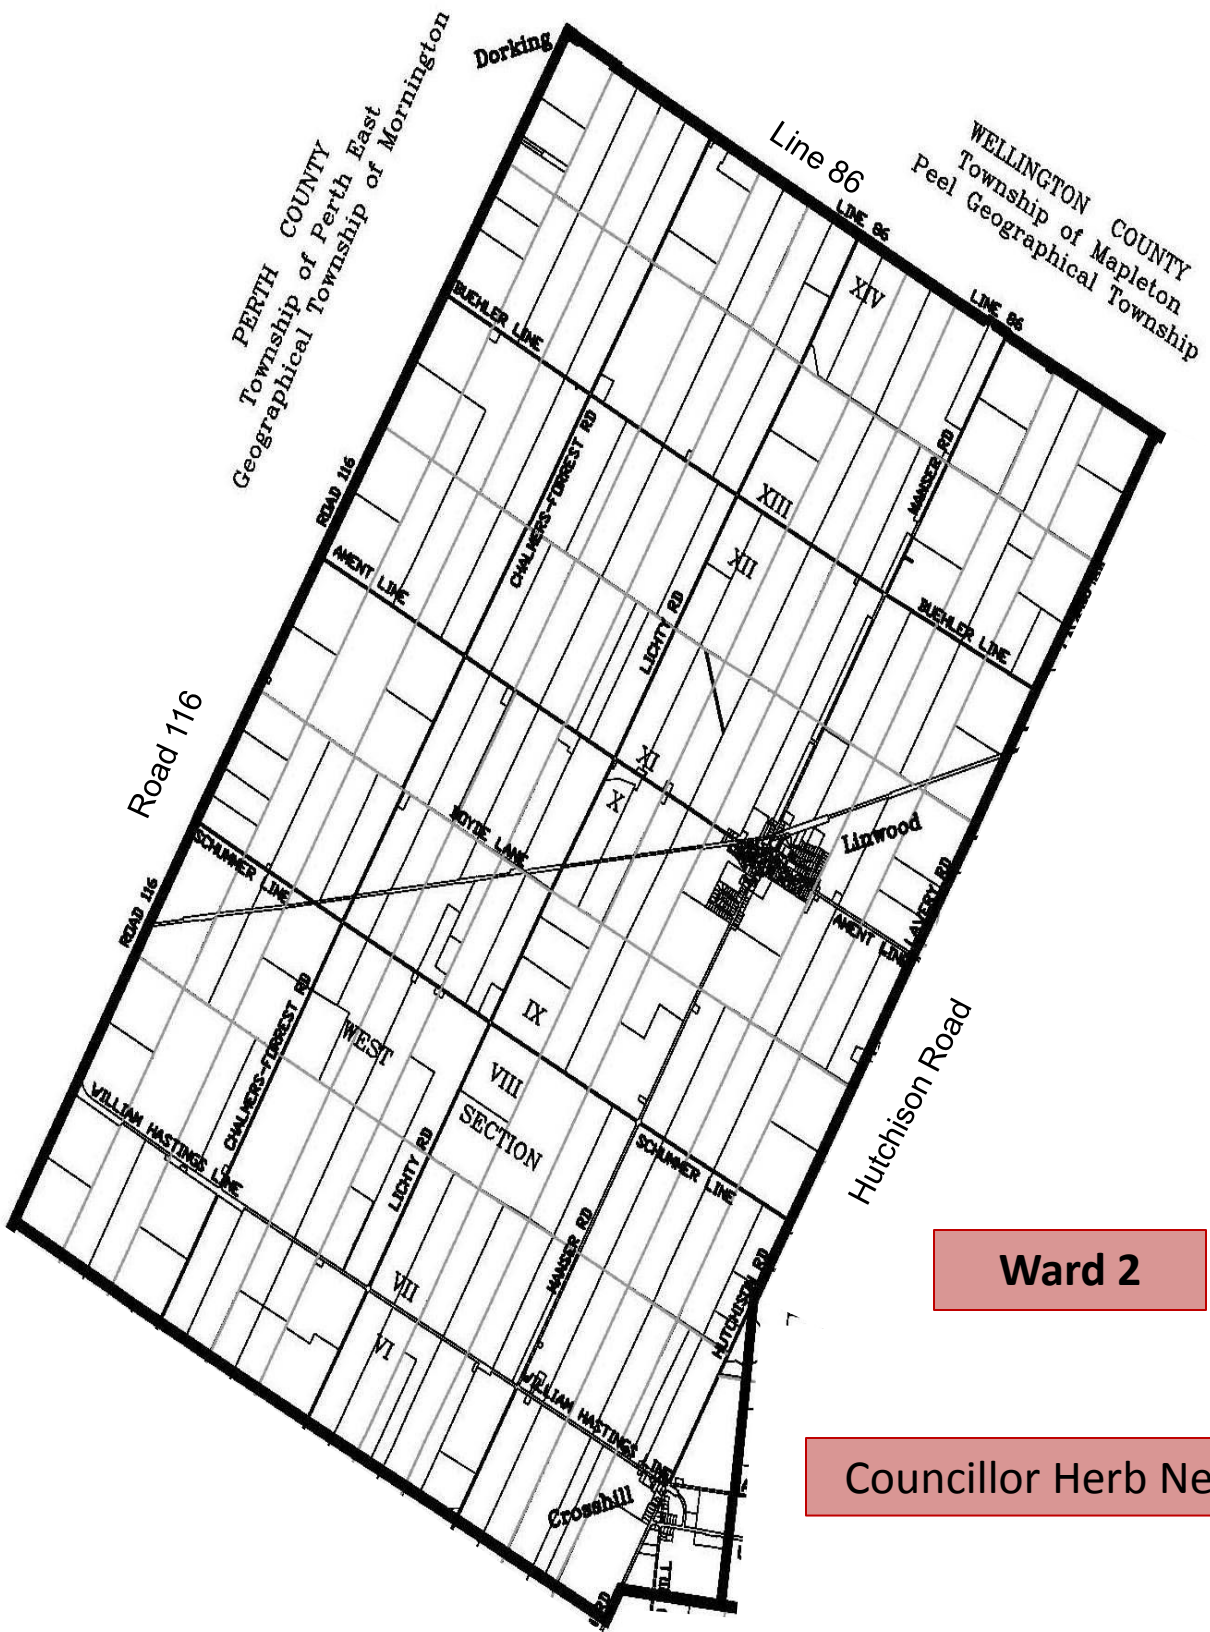 Dorking
PERTH COUNTY
Township of Perth East
Geographical Township of Mornington
Line 86
WELLINGTON COUNTY
Township of Mapleton
Peel Geographical Township
LINE 86
LINE 86
XIV
BUEHLER LINE
CHALMERS-FORREST RD
MANSER RD
ROAD 116
XIII
XII
AMENT LINE
LICHTY RD
BUEHLER LINE
Road 116
XI
X
BOYDE LANE
Linwood
SCHUMMER LINE
ROAD 116
AMENT LINE
LAVERY RD
CHALMERS-FORREST RD
WEST
IX
VIII
SECTION
Hutchison Road
WILLIAM HASTINGS LINE
LICHTY RD
SCHUMMER LINE
MANSER RD
HUTCHISON RD
Ward 2
VII
VI
WILLIAM HASTINGS LINE
Councillor Herb Ne
Crosshill
RD